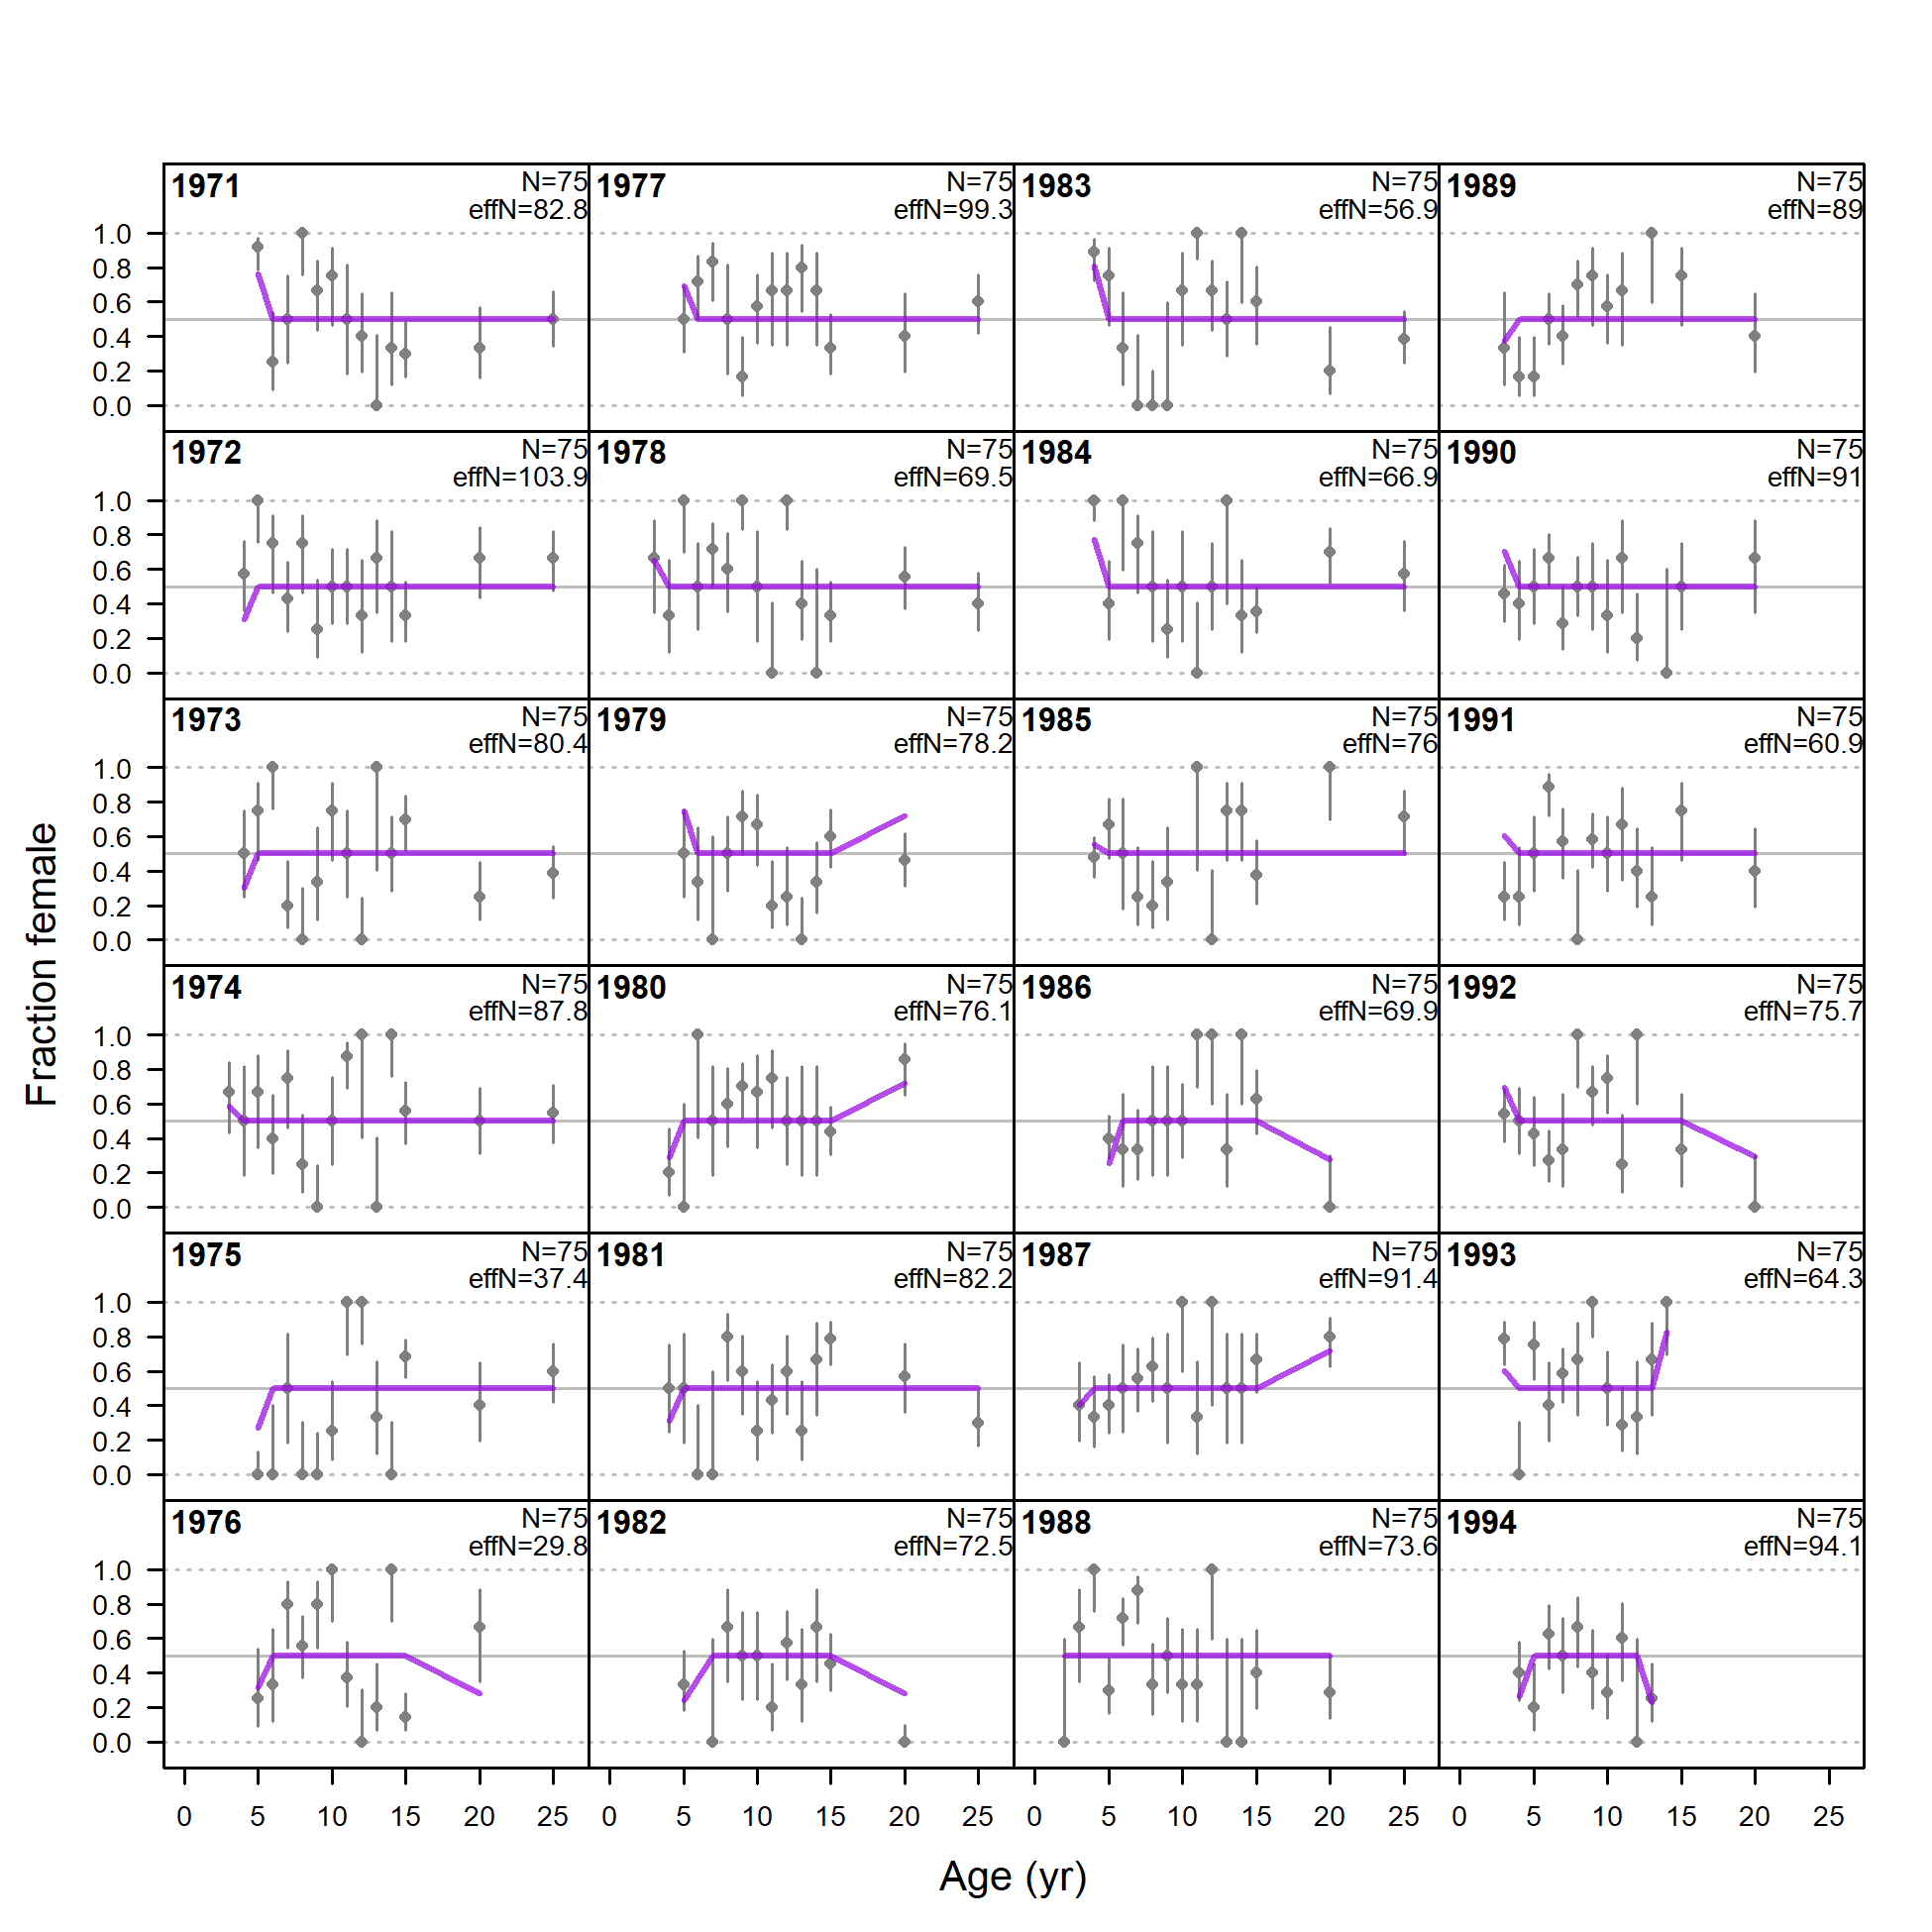 1971 N=75 1977 N=75 1983 N=75 1989 N=75
effN=82.8 effN=99.3 effN=56.9 effN=89
1.0
0.8
0.6
0.4
0.2
0.0
1972 N=75 1978 N=75 1984 N=75 1990 N=75
effN=103.9 effN=69.5 effN=66.9 effN=91
1.0
0.8
0.6
0.4
0.2
0.0
1973 N=75 1979 N=75 1985 N=75 1991 N=75
effN=80.4 effN=78.2 effN=76 effN=60.9
1.0
0.8
0.6
0.4
0.2
0.0
Fraction female
1974 N=75 1980 N=75 1986 N=75 1992 N=75
effN=87.8 effN=76.1 effN=69.9 effN=75.7
1.0
0.8
0.6
0.4
0.2
0.0
1975 N=75 1981 N=75 1987 N=75 1993 N=75
effN=37.4 effN=82.2 effN=91.4 effN=64.3
1.0
0.8
0.6
0.4
0.2
0.0
1976 N=75 1982 N=75 1988 N=75 1994 N=75
effN=29.8 effN=72.5 effN=73.6 effN=94.1
1.0
0.8
0.6
0.4
0.2
0.0
0 5 10 15 20 25 0 5 10 15 20 25 0 5 10 15 20 25 0 5 10 15 20 25
Age (yr)